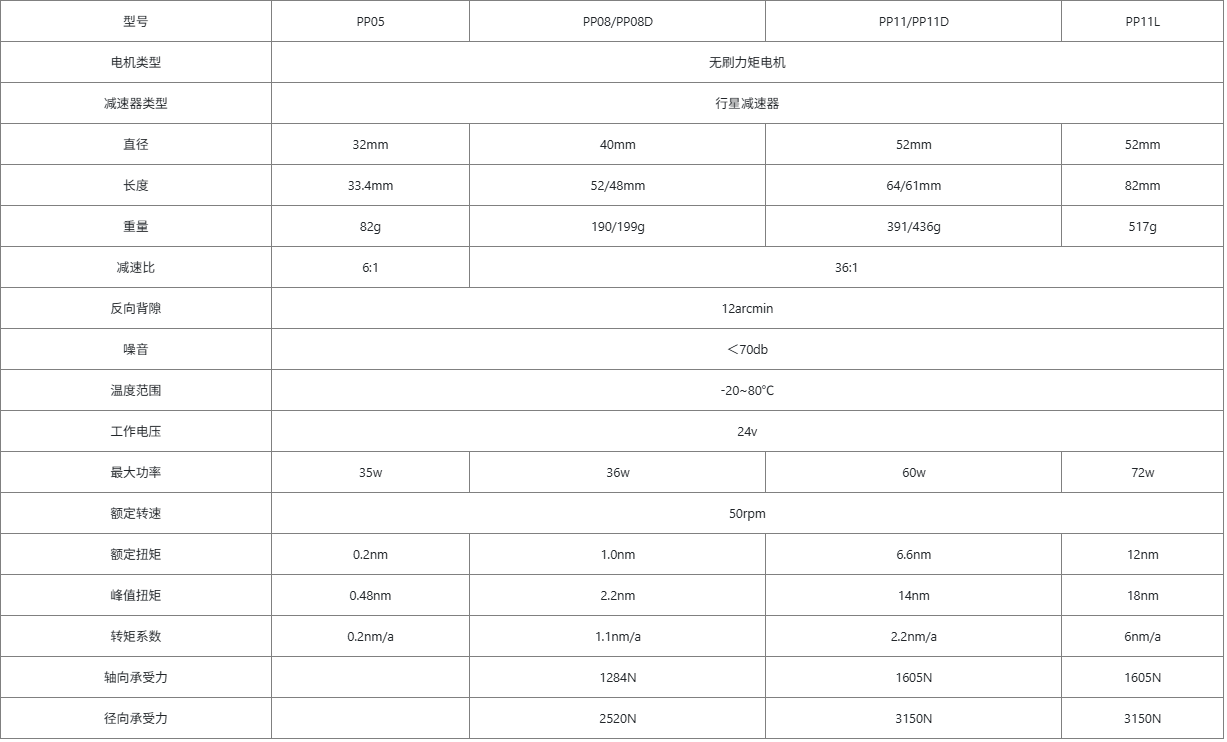 型号 PP05 PP08/PP08D PP11/PP11D PP11L
电机类型 无刷力矩电机
减速器类型 行星减速器
直径 32mm 40mm 52mm 52mm
长度 33.4mm 52/48mm 64/61mm 82mm
重量 82g 190/199g 391/436g 517g
减速比 6:1 36:1
反向背隙 12arcmin
噪音 ＜70db
温度范围 -20~80℃
工作电压 24v
最大功率 35w 36w 60w 72w
额定转速 50rpm
额定扭矩 0.2nm 1.0nm 6.6nm 12nm
峰值扭矩 0.48nm 2.2nm 14nm 18nm
转矩系数 0.2nm/a 1.1nm/a 2.2nm/a 6nm/a
轴向承受力 1284N 1605N 1605N
径向承受力 2520N 3150N 3150N